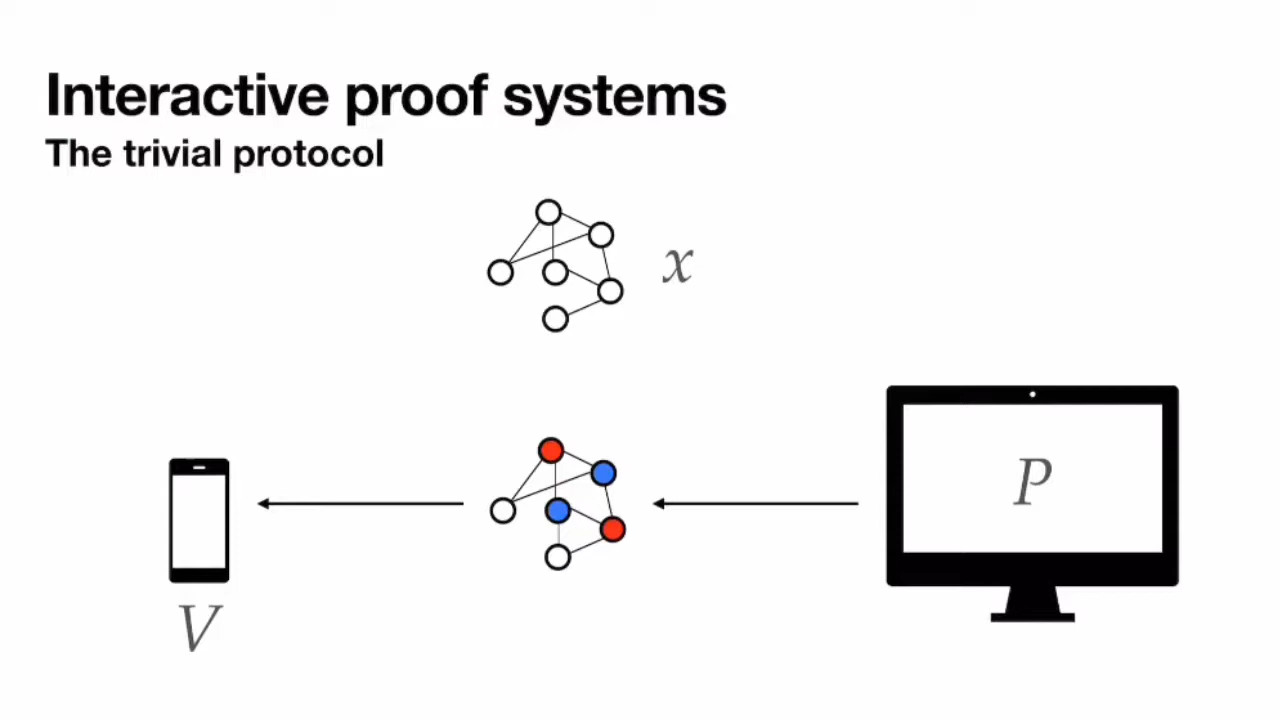 Interactive proof systems
The trivial protocol
x
P
V